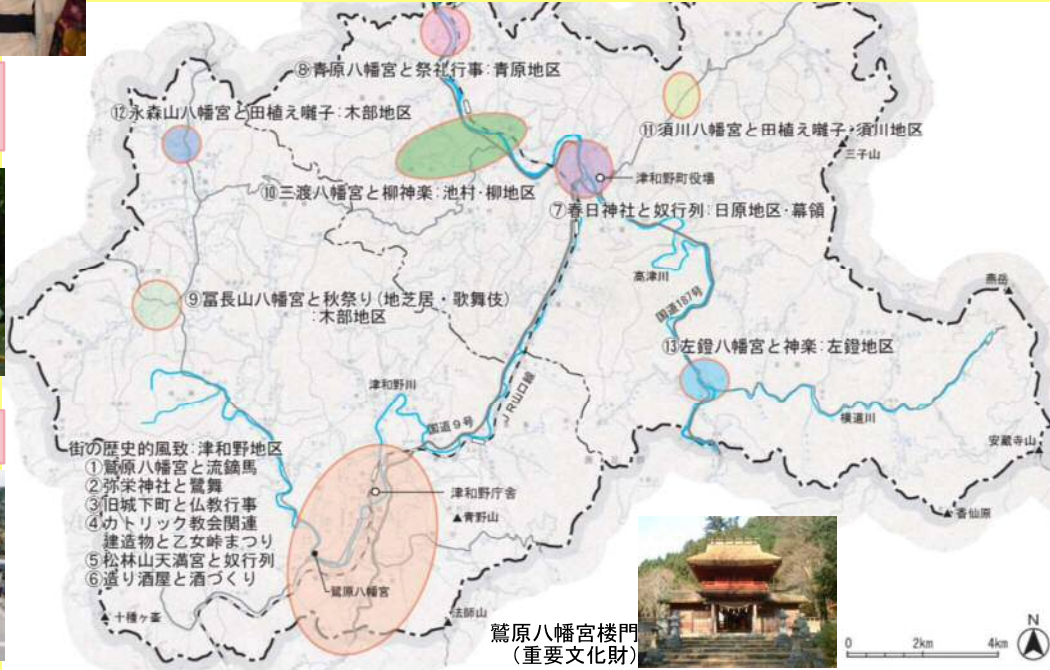 ⑧青原八幡宮と祭礼行事：青原地区
⑫永森山八幡宮と田植え囃子：木部地区
⑪須川八幡宮と田植え囃子：須川地区
三子山
⑩三渡八幡宮と柳神楽：池村・柳地区
津和野町役場
⑦春日神社と奴行列：日原地区・幕領
高津川
燕岳
⑨冨長山八幡宮と秋祭り(地芝居・歌舞伎)
：木部地区
国道187号
⑬左鐙八幡宮と神楽：左鐙地区
津和野川
国道9号
JR山口線
横道川
安蔵寺山
街の歴史的風致：津和野地区
①鷲原八幡宮と流鏑馬
②弥栄神社と鷺舞
③旧城下町と仏教行事
④カトリック教会関連
建造物と乙女峠まつり
⑤松林山天満宮と奴行列
⑥造り酒屋と酒づくり
津和野庁舎
青野山
香仙原
鷲原八幡宮
十種ヶ峯
法師山
鷲原八幡宮楼門
（重要文化財）
0 2km 4km
N